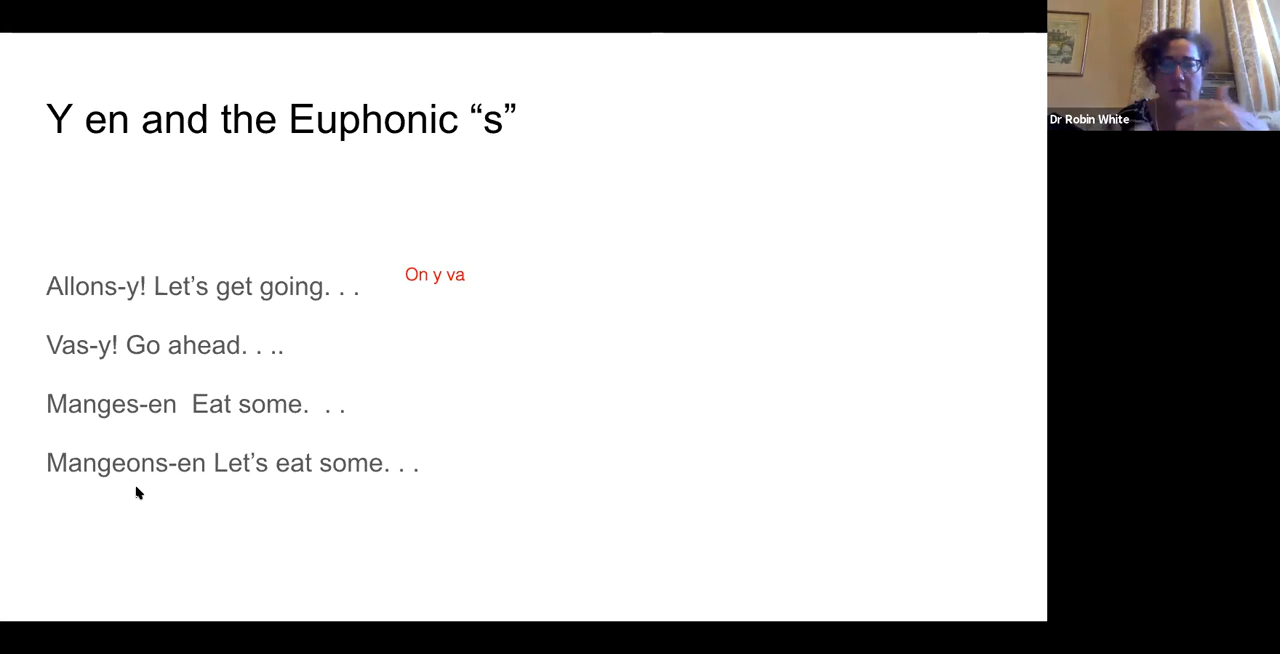 Y en and the Euphonic “s”
Allons-y! Let’s get going. . .
On y va
Vas-y! Go ahead. . ..
Manges-en  Eat some.  . .
Mangeons-en Let’s eat some. . .
Dr Robin White